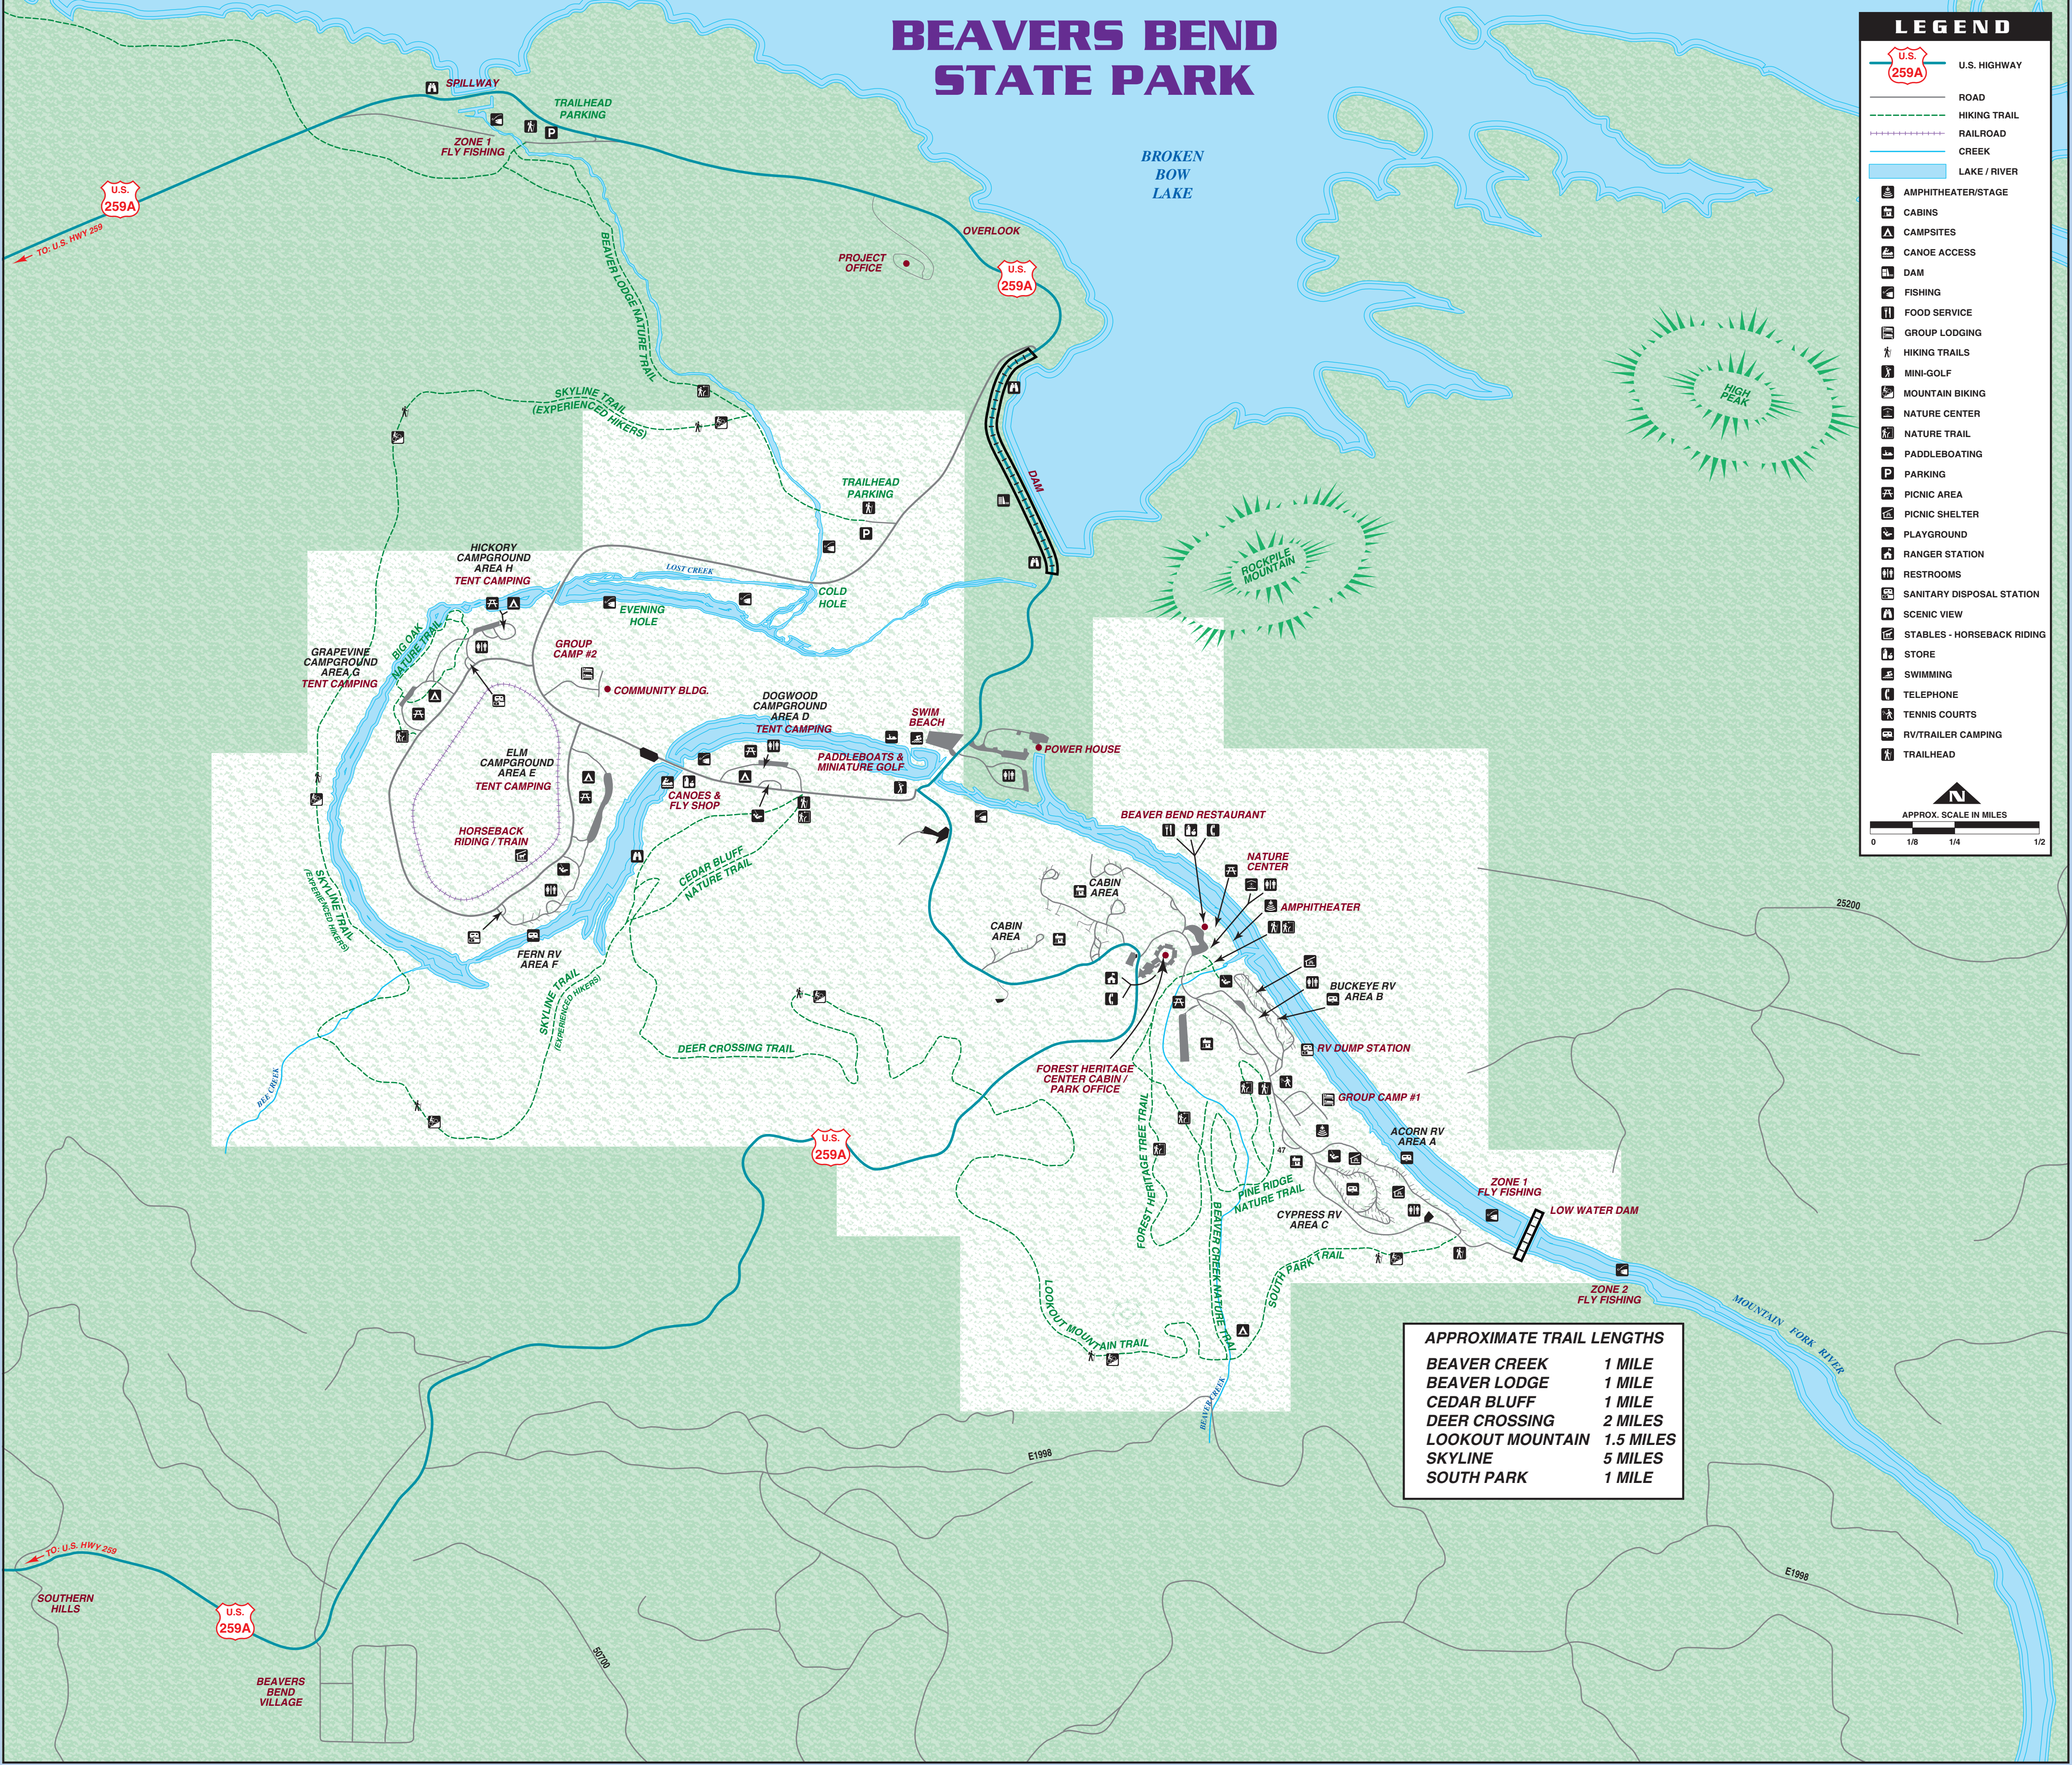 BEAVERS BEND
STATE PARK
LEGEND
U.S.
259A
U.S. HIGHWAY
ROAD
HIKING TRAIL
RAILROAD
CREEK
LAKE / RIVER
AMPHITHEATER/STAGE
CABINS
CAMPSITES
CANOE ACCESS
DAM
FISHING
FOOD SERVICE
GROUP LODGING
HIKING TRAILS
MINI-GOLF
MOUNTAIN BIKING
NATURE CENTER
NATURE TRAIL
PADDLEBOATING
P
PARKING
PICNIC AREA
PICNIC SHELTER
PLAYGROUND
RANGER STATION
RESTROOMS
SANITARY DISPOSAL STATION
SCENIC VIEW
STABLES - HORSEBACK RIDING
STORE
SWIMMING
TELEPHONE
TENNIS COURTS
RV/TRAILER CAMPING
TRAILHEAD
N
APPROX. SCALE IN MILES
0 1/8 1/4 1/2
SPILLWAY
TRAILHEAD
PARKING
P
ZONE 1
FLY FISHING
U.S.
259A
TO: U.S. HWY 259
BROKEN
BOW
LAKE
OVERLOOK
PROJECT
OFFICE
U.S.
259A
BEAVER LODGE NATURE TRAIL
SKYLINE TRAIL
(EXPERIENCED HIKERS)
HIGH
PEAK
DAM
TRAILHEAD
PARKING
P
ROCKPILE
MOUNTAIN
HICKORY
CAMPGROUND
AREA H
TENT CAMPING
LOST CREEK
COLD
HOLE
EVENING
HOLE
BIG OAK
NATURE TRAIL
GRAPEVINE
CAMPGROUND
AREA G
TENT CAMPING
GROUP
CAMP #2
COMMUNITY BLDG.
DOGWOOD
CAMPGROUND
AREA D
TENT CAMPING
SWIM
BEACH
POWER HOUSE
PADDLEBOATS &
MINIATURE GOLF
ELM
CAMPGROUND
AREA E
TENT CAMPING
CANOES &
FLY SHOP
HORSEBACK
RIDING / TRAIN
CEDAR BLUFF
NATURE TRAIL
BEAVER BEND RESTAURANT
NATURE
CENTER
AMPHITHEATER
CABIN
AREA
CABIN
AREA
SKYLINE TRAIL
(EXPERIENCED HIKERS)
FERN RV
AREA F
SKYLINE TRAIL
(EXPERIENCED HIKERS)
25200
BUCKEYE RV
AREA B
RV DUMP STATION
DEER CROSSING TRAIL
FOREST HERITAGE
CENTER CABIN /
PARK OFFICE
BEE CREEK
GROUP CAMP #1
ACORN RV
AREA A
U.S.
259A
47
FOREST HERITAGE TREE TRAIL
PINE RIDGE
NATURE TRAIL
BEAVER CREEK NATURE TRAIL
CYPRESS RV
AREA C
ZONE 1
FLY FISHING
LOW WATER DAM
SOUTH PARK TRAIL
ZONE 2
FLY FISHING
LOOKOUT MOUNTAIN TRAIL
MOUNTAIN FORK RIVER
BEAVER CREEK
APPROXIMATE TRAIL LENGTHS
BEAVER CREEK 1 MILE
BEAVER LODGE 1 MILE
CEDAR BLUFF 1 MILE
DEER CROSSING 2 MILES
LOOKOUT MOUNTAIN 1.5 MILES
SKYLINE 5 MILES
SOUTH PARK 1 MILE
E1998
E1998
TO: U.S. HWY 259
SOUTHERN
HILLS
U.S.
259A
50700
BEAVERS
BEND
VILLAGE